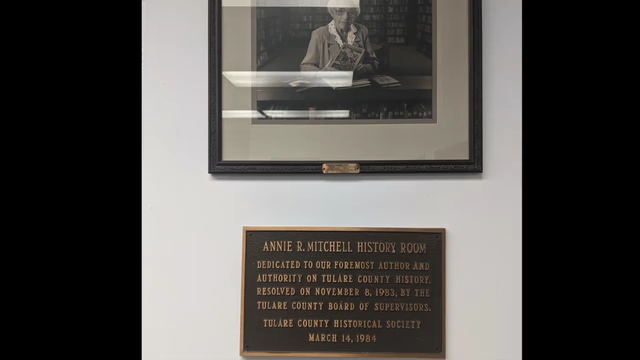 ANNIE R. MITCHELL HISTORY ROOM
DEDICATED TO OUR FOREMOST AUTHOR AND
AUTHORITY ON TULARE COUNTY HISTORY.
RESOLVED ON NOVEMBER 8, 1983, BY THE
TULARE COUNTY BOARD OF SUPERVISORS.
TULARE COUNTY HISTORICAL SOCIETY
MARCH 14, 1984